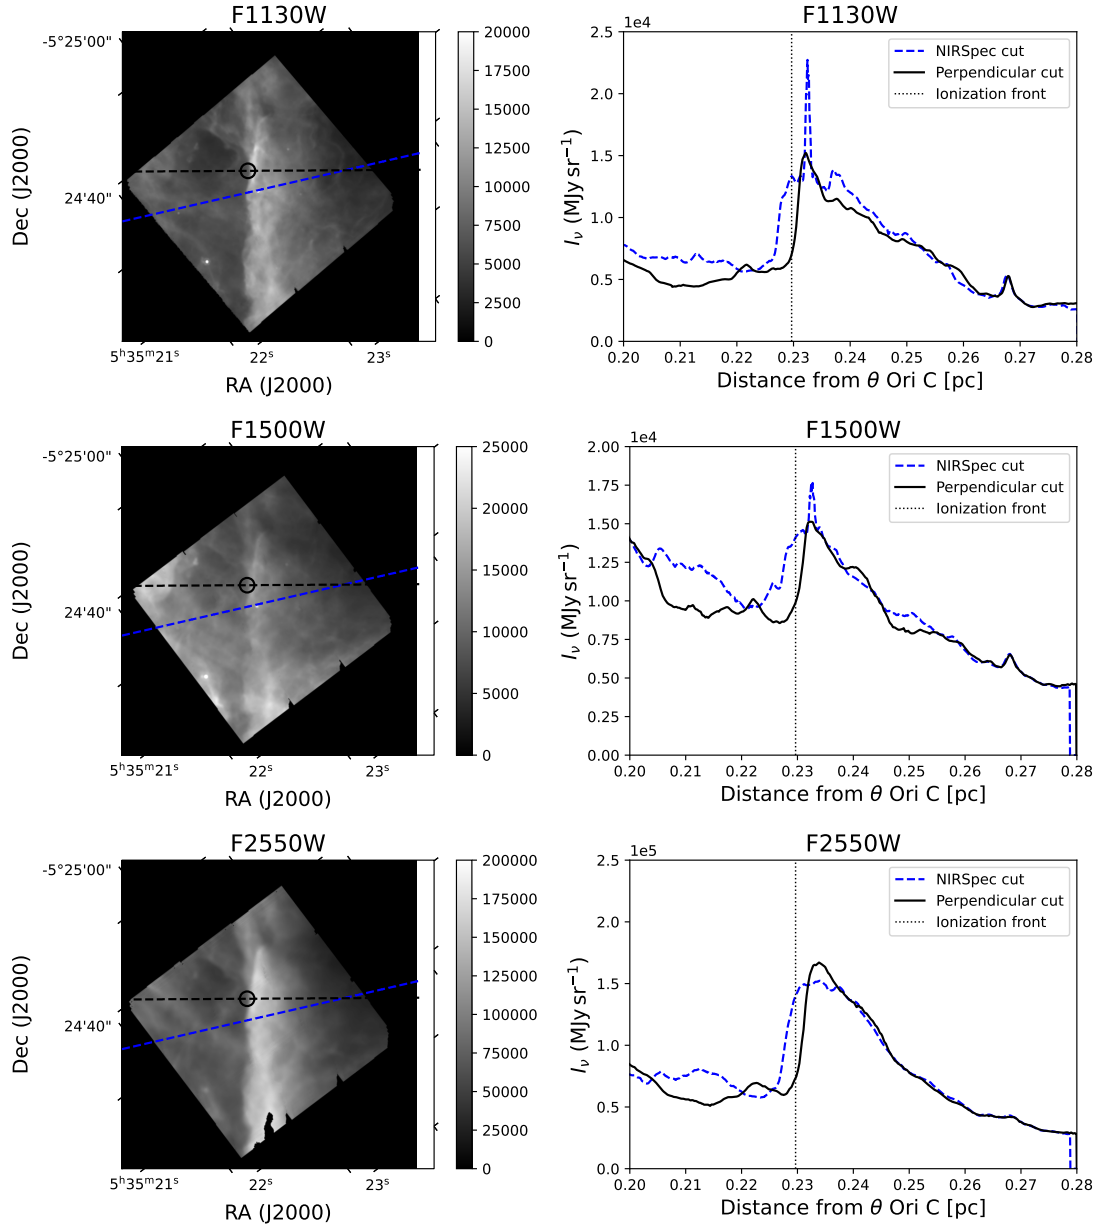 F1130W
-5°25'00"
24'40"
Dec (J2000)
5ʰ35ᵐ21ˢ
22ˢ
23ˢ
RA (J2000)
20000
17500
15000
12500
10000
7500
5000
2500
0
F1130W
1e4
2.5
2.0
1.5
1.0
0.5
0.0
I_ν (MJy sr⁻¹)
NIRSpec cut
Perpendicular cut
Ionization front
0.20 0.21 0.22 0.23 0.24 0.25 0.26 0.27 0.28
Distance from θ Ori C [pc]
F1500W
-5°25'00"
24'40"
Dec (J2000)
5ʰ35ᵐ21ˢ
22ˢ
23ˢ
RA (J2000)
25000
20000
15000
10000
5000
0
F1500W
1e4
2.00
1.75
1.50
1.25
1.00
0.75
0.50
0.25
0.00
I_ν (MJy sr⁻¹)
NIRSpec cut
Perpendicular cut
Ionization front
0.20 0.21 0.22 0.23 0.24 0.25 0.26 0.27 0.28
Distance from θ Ori C [pc]
F2550W
-5°25'00"
24'40"
Dec (J2000)
5ʰ35ᵐ21ˢ
22ˢ
23ˢ
RA (J2000)
200000
175000
150000
125000
100000
75000
50000
25000
0
F2550W
1e5
2.5
2.0
1.5
1.0
0.5
0.0
I_ν (MJy sr⁻¹)
NIRSpec cut
Perpendicular cut
Ionization front
0.20 0.21 0.22 0.23 0.24 0.25 0.26 0.27 0.28
Distance from θ Ori C [pc]